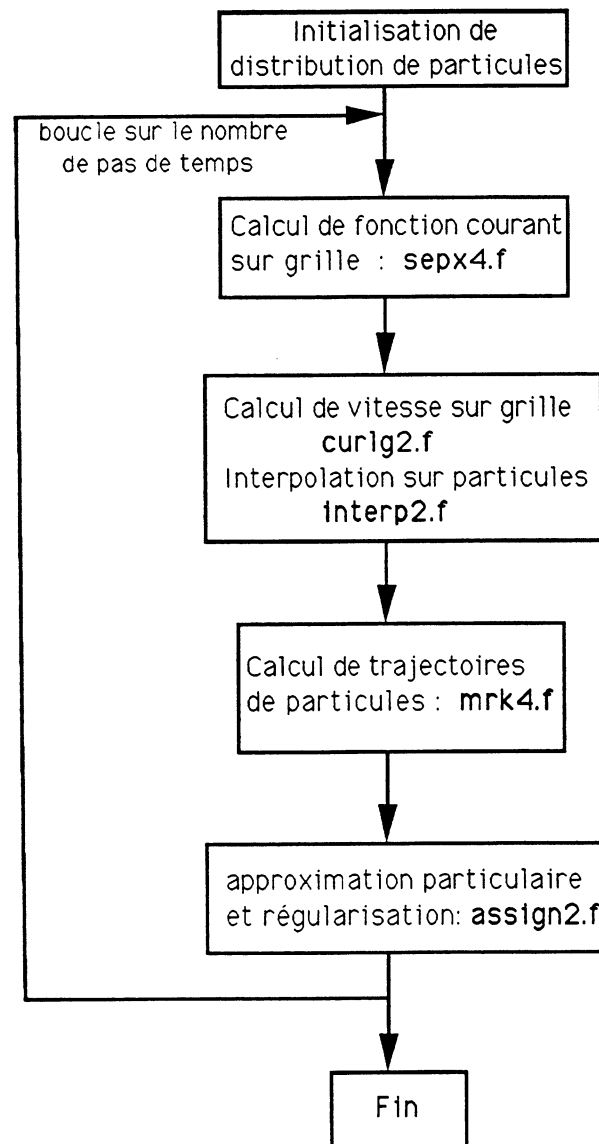 Initialisation de
distribution de particules
boucle sur le nombre
de pas de temps
Calcul de fonction courant
sur grille : sepx4.f
Calcul de vitesse sur grille
curlg2.f
Interpolation sur particules
interp2.f
Calcul de trajectoires
de particules : mrk4.f
approximation particulaire
et régularisation: assign2.f
Fin